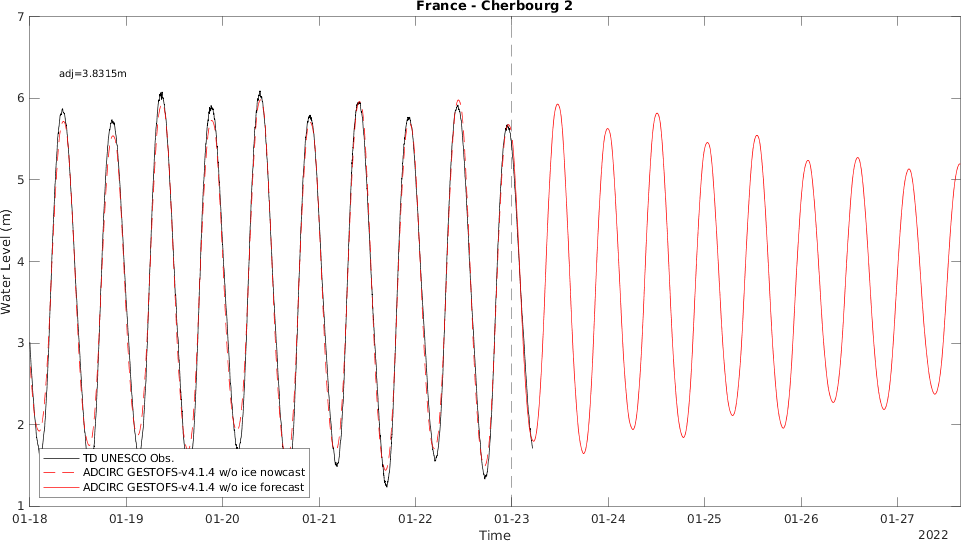 France - Cherbourg 2
7
adj=3.8315m
6
5
4
3
2
1
Water Level (m)
TD UNESCO Obs.
ADCIRC GESTOFS-v4.1.4 w/o ice nowcast
ADCIRC GESTOFS-v4.1.4 w/o ice forecast
01-18 01-19 01-20 01-21 01-22 01-23 01-24 01-25 01-26 01-27
Time
2022